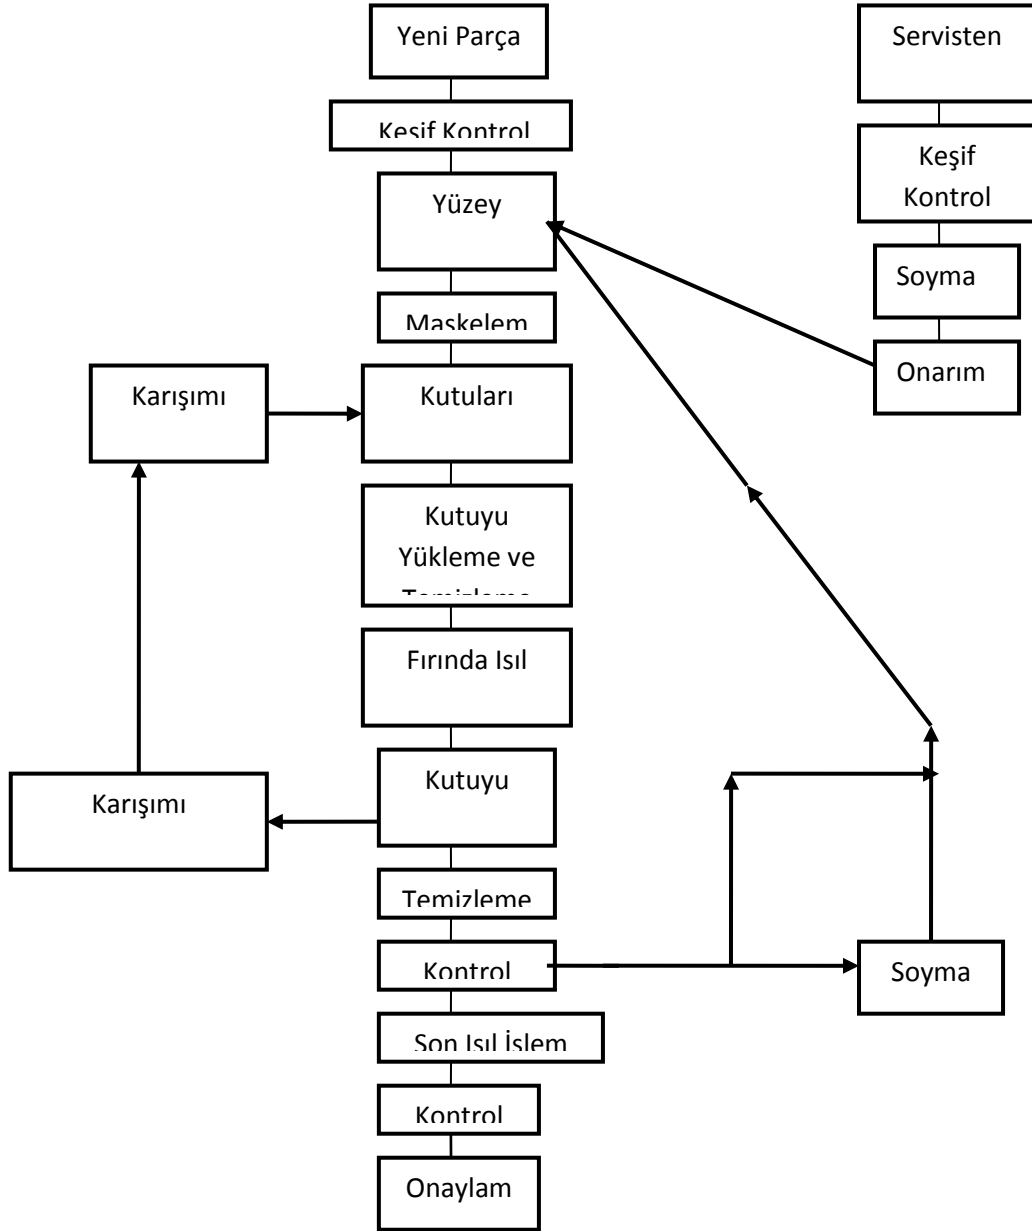 Yeni Parça
Servisten
Keşif Kontrol
Keşif
Kontrol
Yüzey
Soyma
Maskelem
Onarım
Karışımı
Kutuları
Kutuyu
Yükleme ve
Temizleme
Fırında Isıl
Kutuyu
Karışımı
Temizleme
Kontrol
Soyma
Son Isıl İşlem
Kontrol
Onaylam